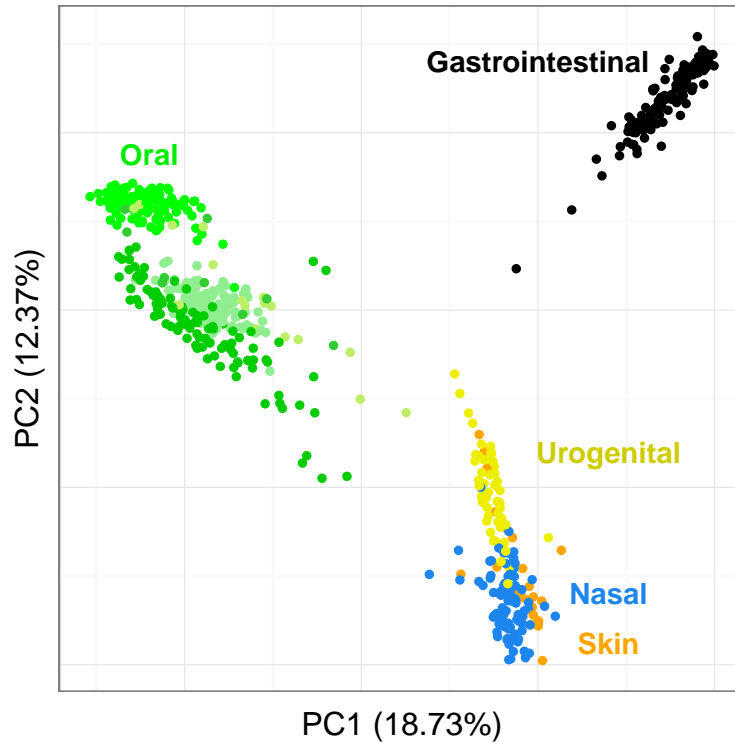 Gastrointestinal
Oral
Urogenital
Nasal
Skin
PC2 (12.37%)
PC1 (18.73%)